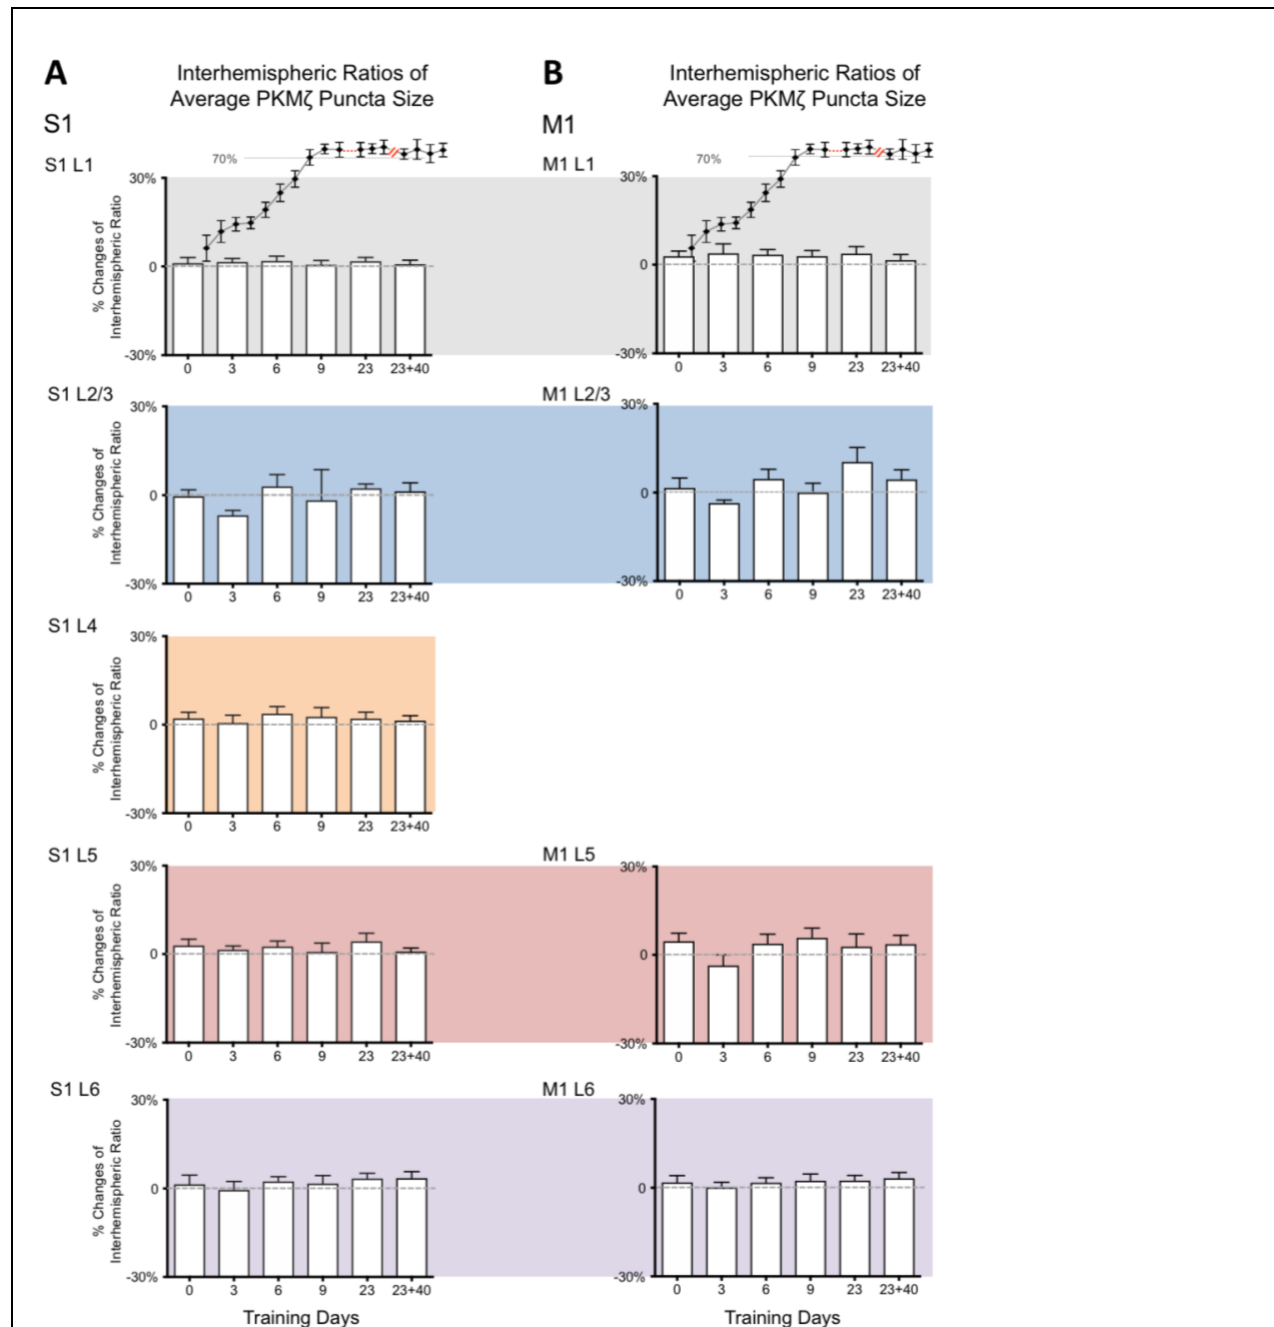 A
Interhemispheric Ratios of
Average PKMζ Puncta Size
S1
S1 L1
70%
30%
0
-30%
% Changes of
Interhemispheric Ratio
0 3 6 9 23 23+40
S1 L2/3
30%
0
-30%
% Changes of
Interhemispheric Ratio
0 3 6 9 23 23+40
S1 L4
30%
0
-30%
% Changes of
Interhemispheric Ratio
0 3 6 9 23 23+40
S1 L5
30%
0
-30%
% Changes of
Interhemispheric Ratio
0 3 6 9 23 23+40
S1 L6
30%
0
-30%
% Changes of
Interhemispheric Ratio
0 3 6 9 23 23+40
Training Days
B
Interhemispheric Ratios of
Average PKMζ Puncta Size
M1
M1 L1
70%
30%
0
-30%
0 3 6 9 23 23+40
M1 L2/3
30%
0
-30%
0 3 6 9 23 23+40
M1 L5
30%
0
-30%
0 3 6 9 23 23+40
M1 L6
30%
0
-30%
0 3 6 9 23 23+40
Training Days